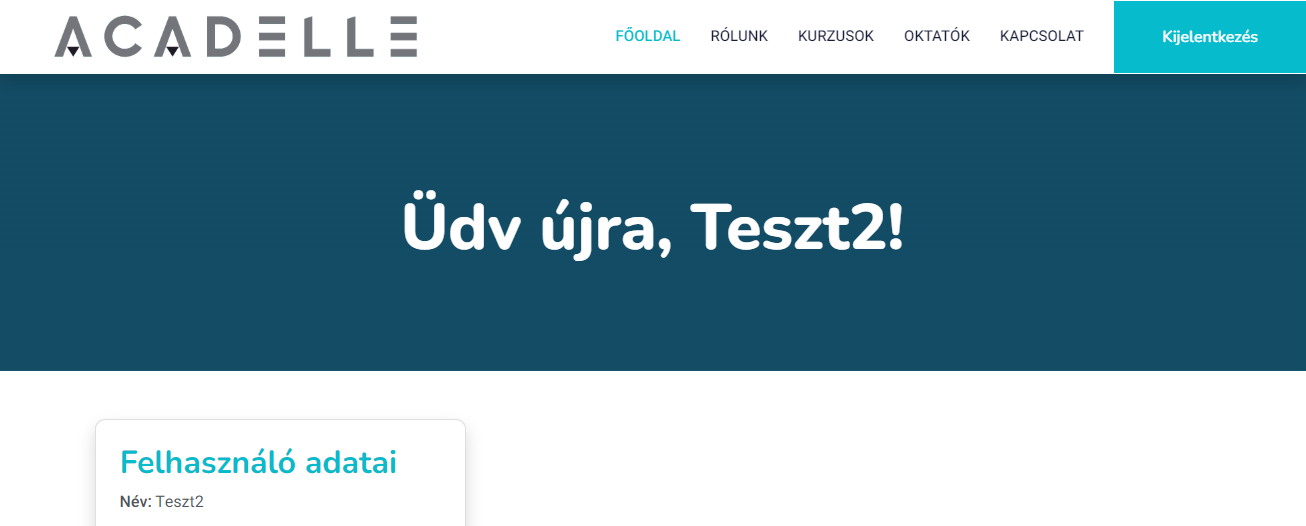 ACADELLE
FŐOLDAL RÓLUNK KURZUSOK OKTATÓK KAPCSOLAT Kijelentkezés
Üdv újra, Teszt2!
Felhasználó adatai
Név: Teszt2